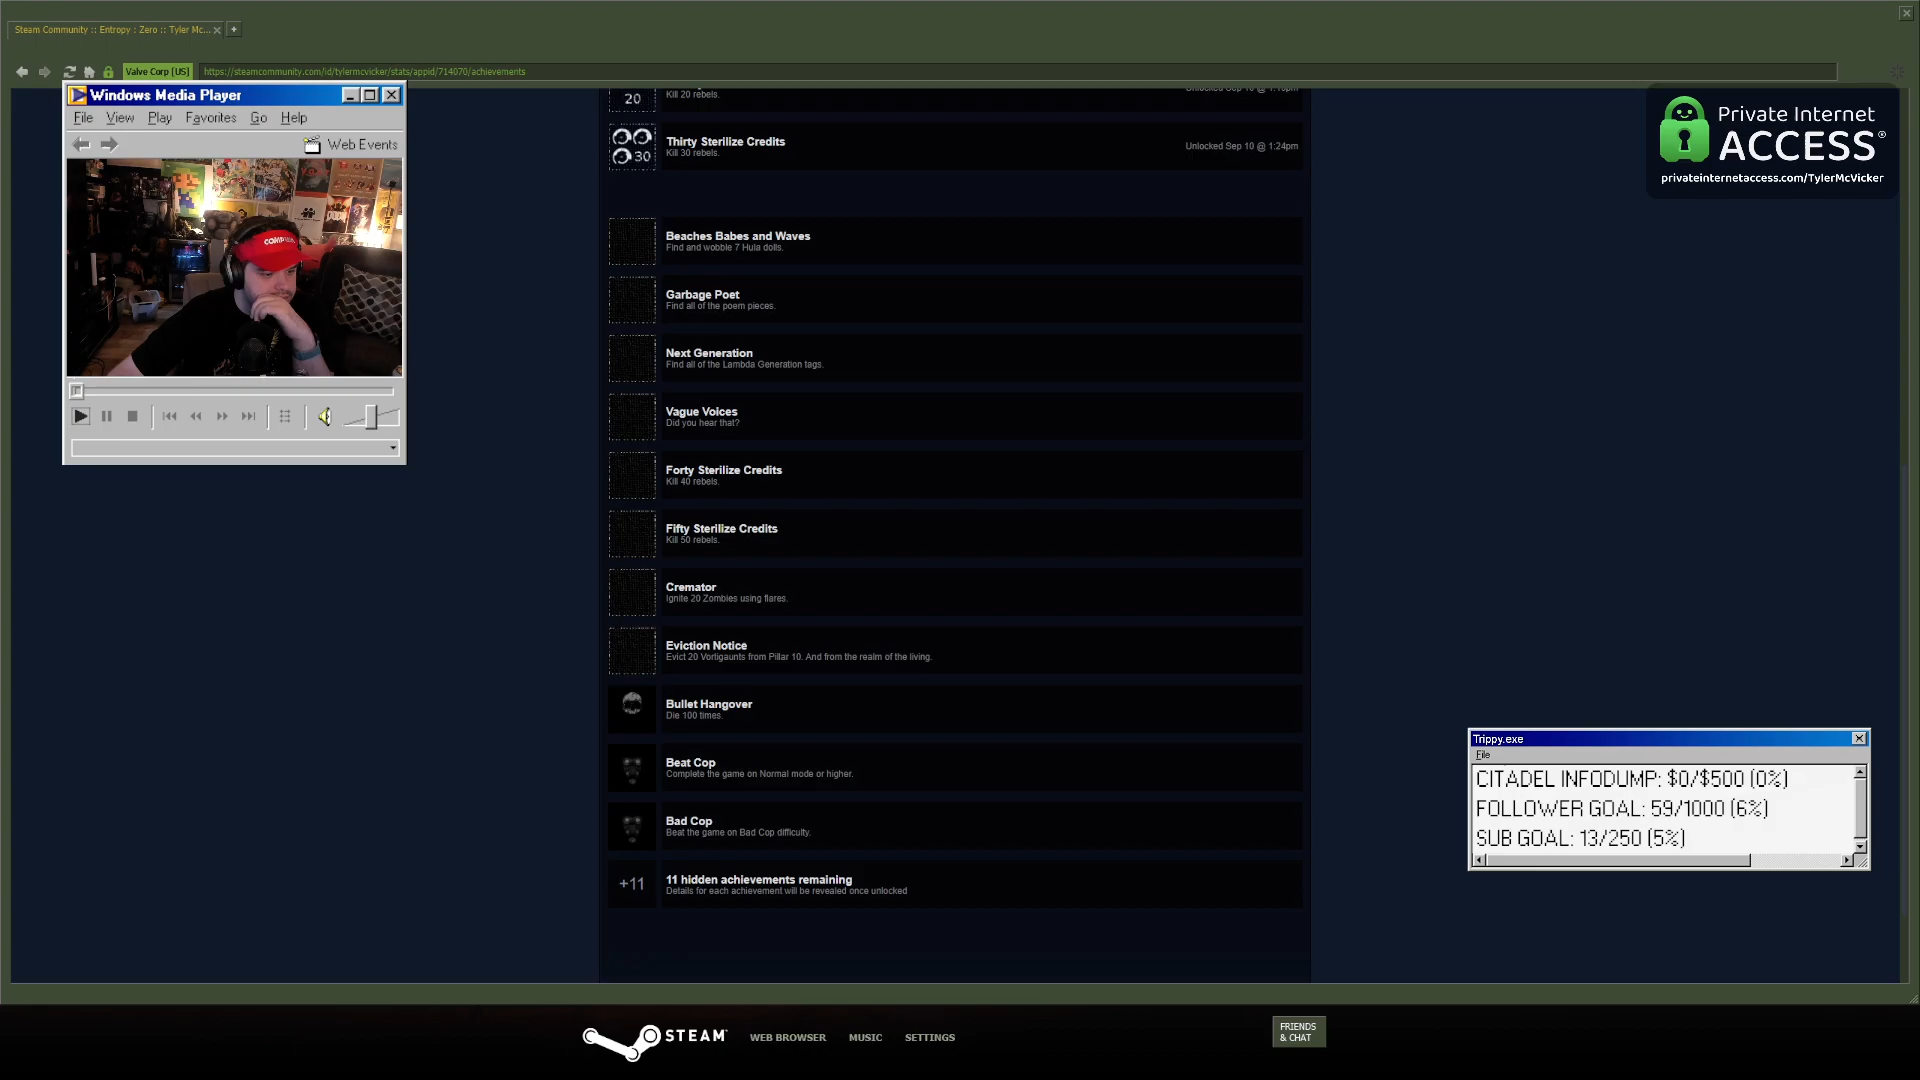 Steam Community :: Entropy : Zero :: Tyler Mc...
Valve Corp [US]
https://steamcommunity.com/id/tylermcvicker/stats/appid/714070/achievements
Windows Media Player
File View Play Favorites Go Help
Web Events
COMP
Private Internet
ACCESS®
privateinternetaccess.com/TylerMcVicker
20
Kill 20 rebels.
Unlocked Sep 10 @ 1:10pm
30
Thirty Sterilize Credits
Kill 30 rebels.
Unlocked Sep 10 @ 1:24pm
Beaches Babes and Waves
Find and wobble 7 Hula dolls.
Garbage Poet
Find all of the poem pieces.
Next Generation
Find all of the Lambda Generation tags.
Vague Voices
Did you hear that?
Forty Sterilize Credits
Kill 40 rebels.
Fifty Sterilize Credits
Kill 50 rebels.
Cremator
Ignite 20 Zombies using flares.
Eviction Notice
Evict 20 Vortigaunts from Pillar 10. And from the realm of the living.
Bullet Hangover
Die 100 times.
Beat Cop
Complete the game on Normal mode or higher.
Bad Cop
Beat the game on Bad Cop difficulty.
+11
11 hidden achievements remaining
Details for each achievement will be revealed once unlocked
Trippy.exe
File
CITADEL INFODUMP: $0/$500 (0%)
FOLLOWER GOAL: 59/1000 (6%)
SUB GOAL: 13/250 (5%)
STEAM
WEB BROWSER
MUSIC
SETTINGS
FRIENDS
& CHAT